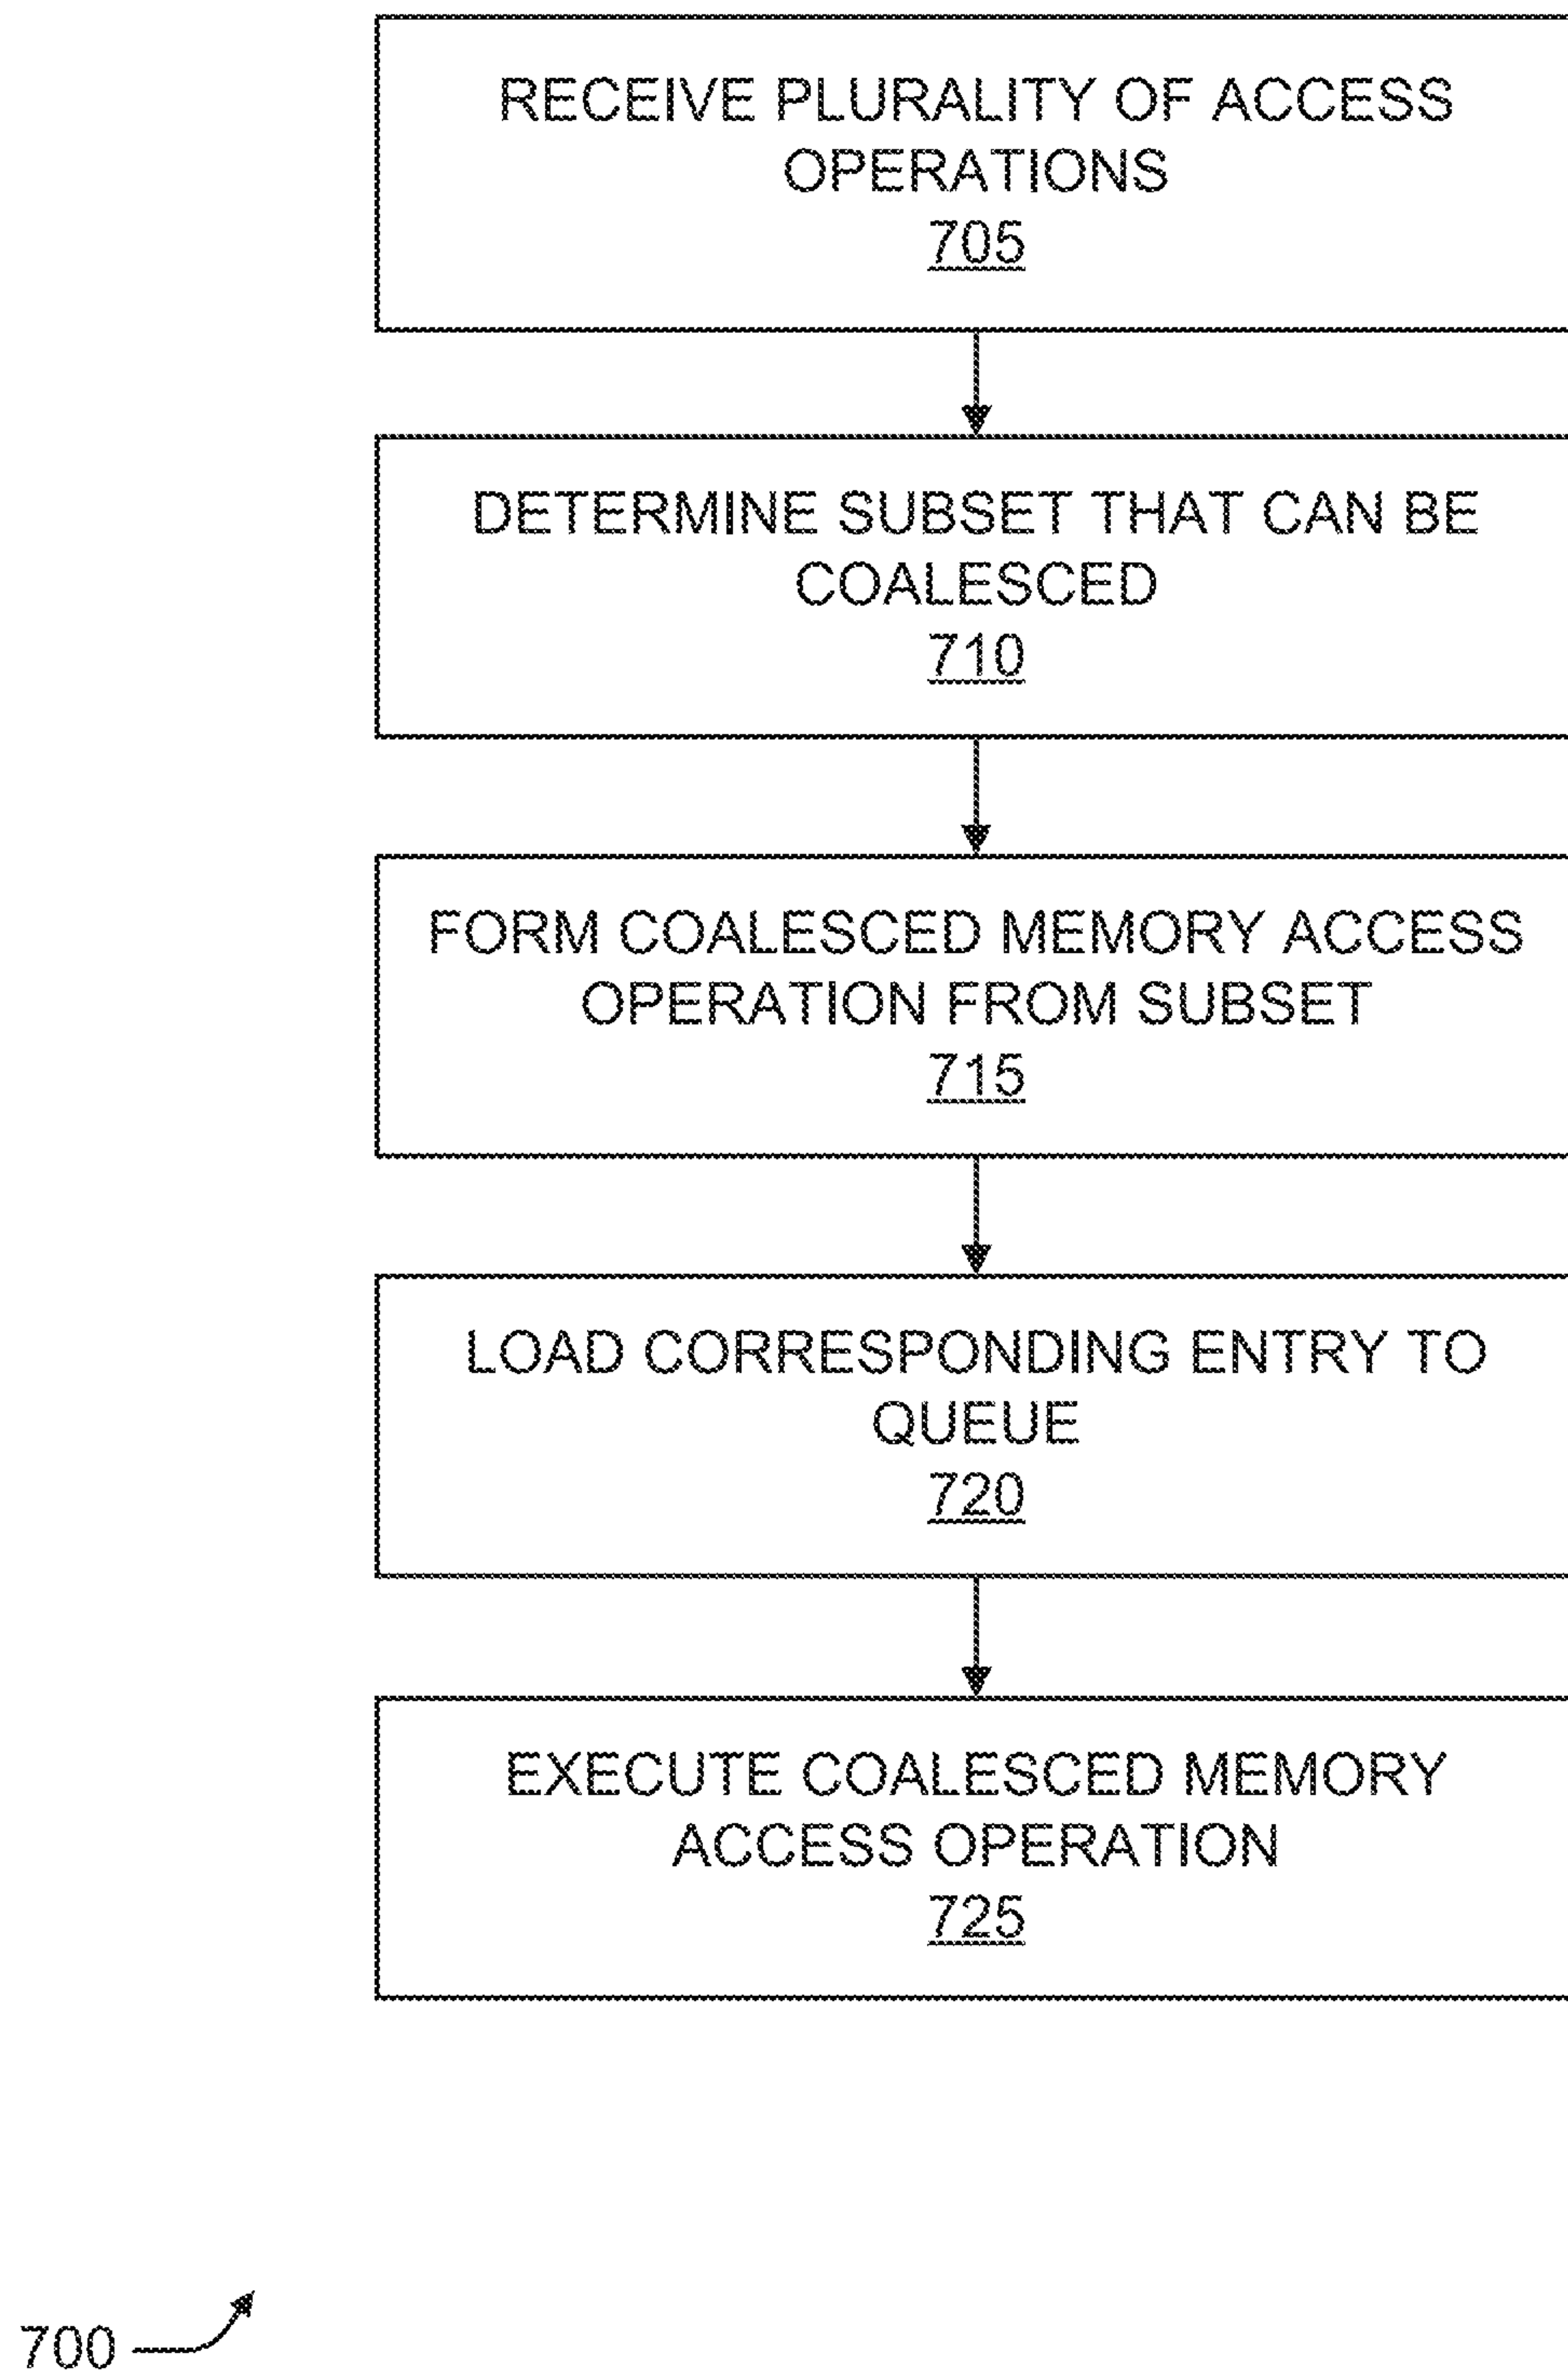 RECEIVE PLURALITY OF ACCESS
OPERATIONS
705
DETERMINE SUBSET THAT CAN BE
COALESCED
710
FORM COALESCED MEMORY ACCESS
OPERATION FROM SUBSET
715
LOAD CORRESPONDING ENTRY TO
QUEUE
720
EXECUTE COALESCED MEMORY
ACCESS OPERATION
725
700